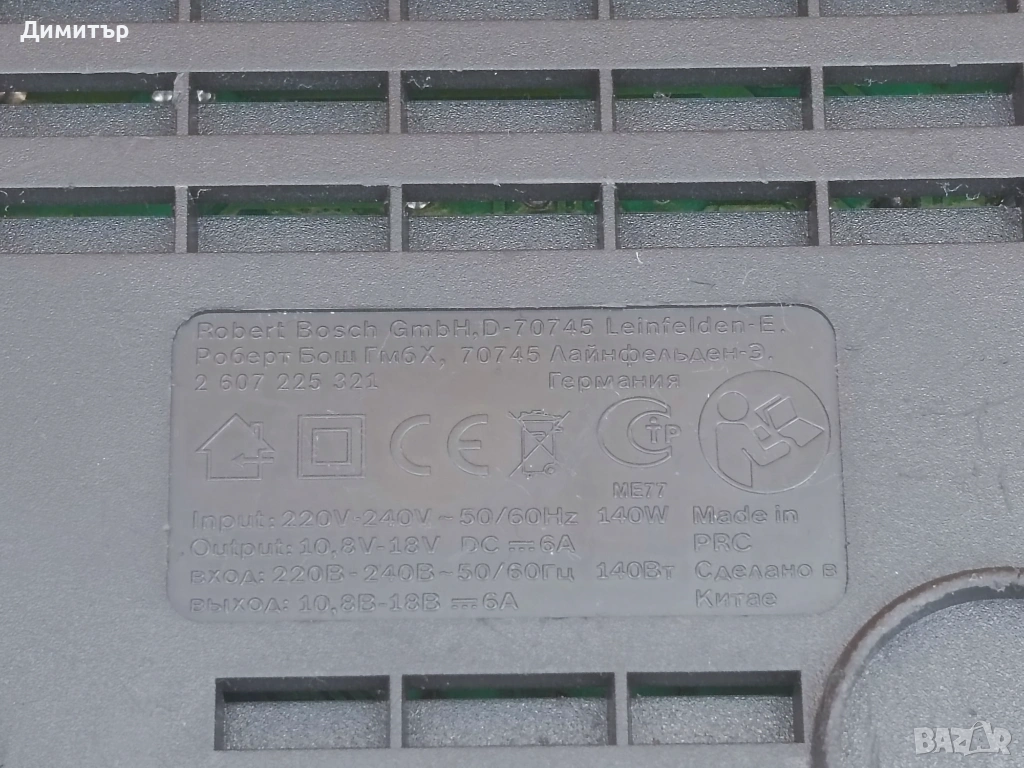 Димитър
Robert Bosch GmbH,D-70745 Leinfelden-E.
Роберт Бош ГмбХ, 70745 Лайнфельден-Э.
2 607 225 321 Германия
CE
ME77
Input: 220V-240V ~ 50/60Hz 140W Made in
Output: 10,8V-18V DC ⎓ 6A PRC
вход: 220В-240В~50/60Гц 140Вт Сделано в
выход: 10,8В-18В ⎓ 6А Китае
BAZAR